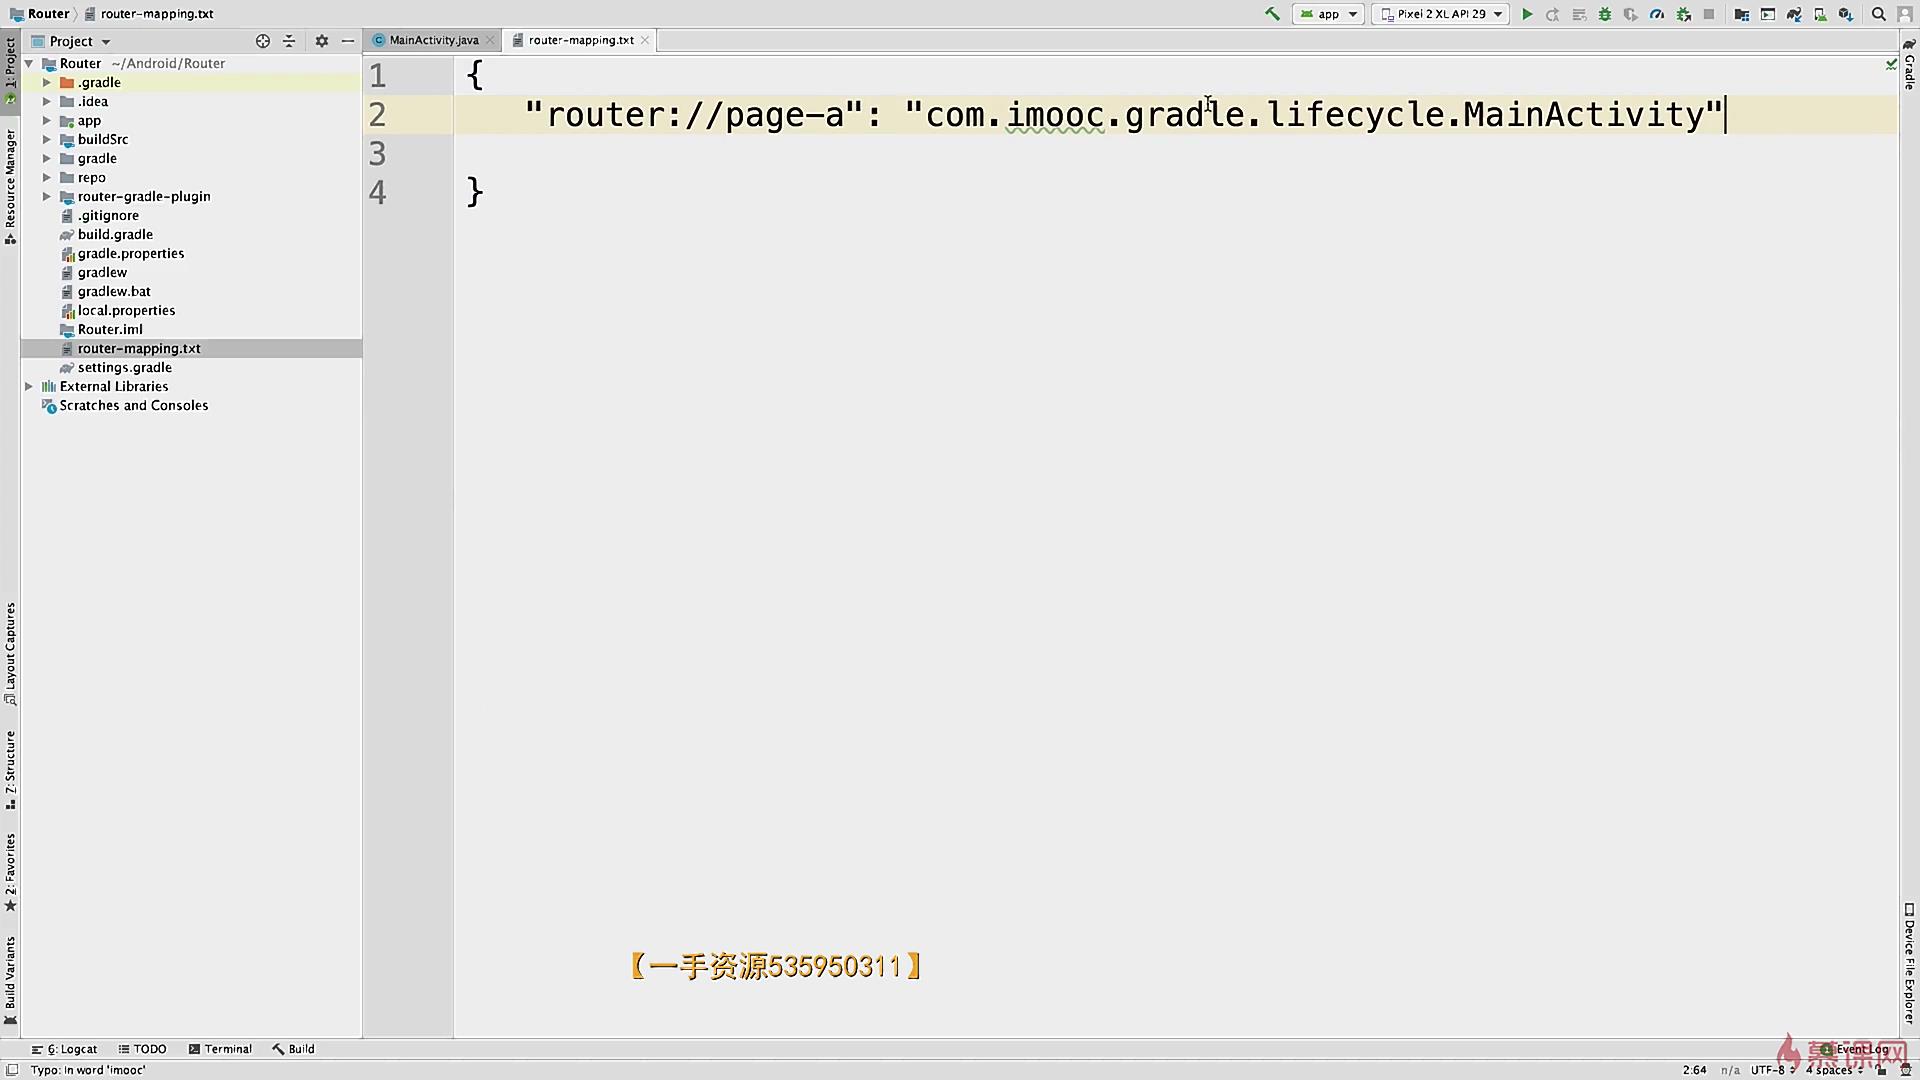 Router
router-mapping.txt
app
Pixel 2 XL API 29
Project
MainActivity.java
router-mapping.txt
1: Project
Resource Manager
Layout Captures
7: Structure
2: Favorites
Build Variants
Router ~/Android/Router
.gradle
.idea
app
buildSrc
gradle
repo
router-gradle-plugin
.gitignore
build.gradle
gradle.properties
gradlew
gradlew.bat
local.properties
Router.iml
router-mapping.txt
settings.gradle
External Libraries
Scratches and Consoles
1 {
2 "router://page-a": "com.imooc.gradle.lifecycle.MainActivity"
3
4 }
Gradle
Device File Explorer
【一手资源535950311】
6: Logcat
TODO
Terminal
Build
Event Log
慕课网
Typo: In word 'imooc'
2:64 n/a UTF-8 4 spaces